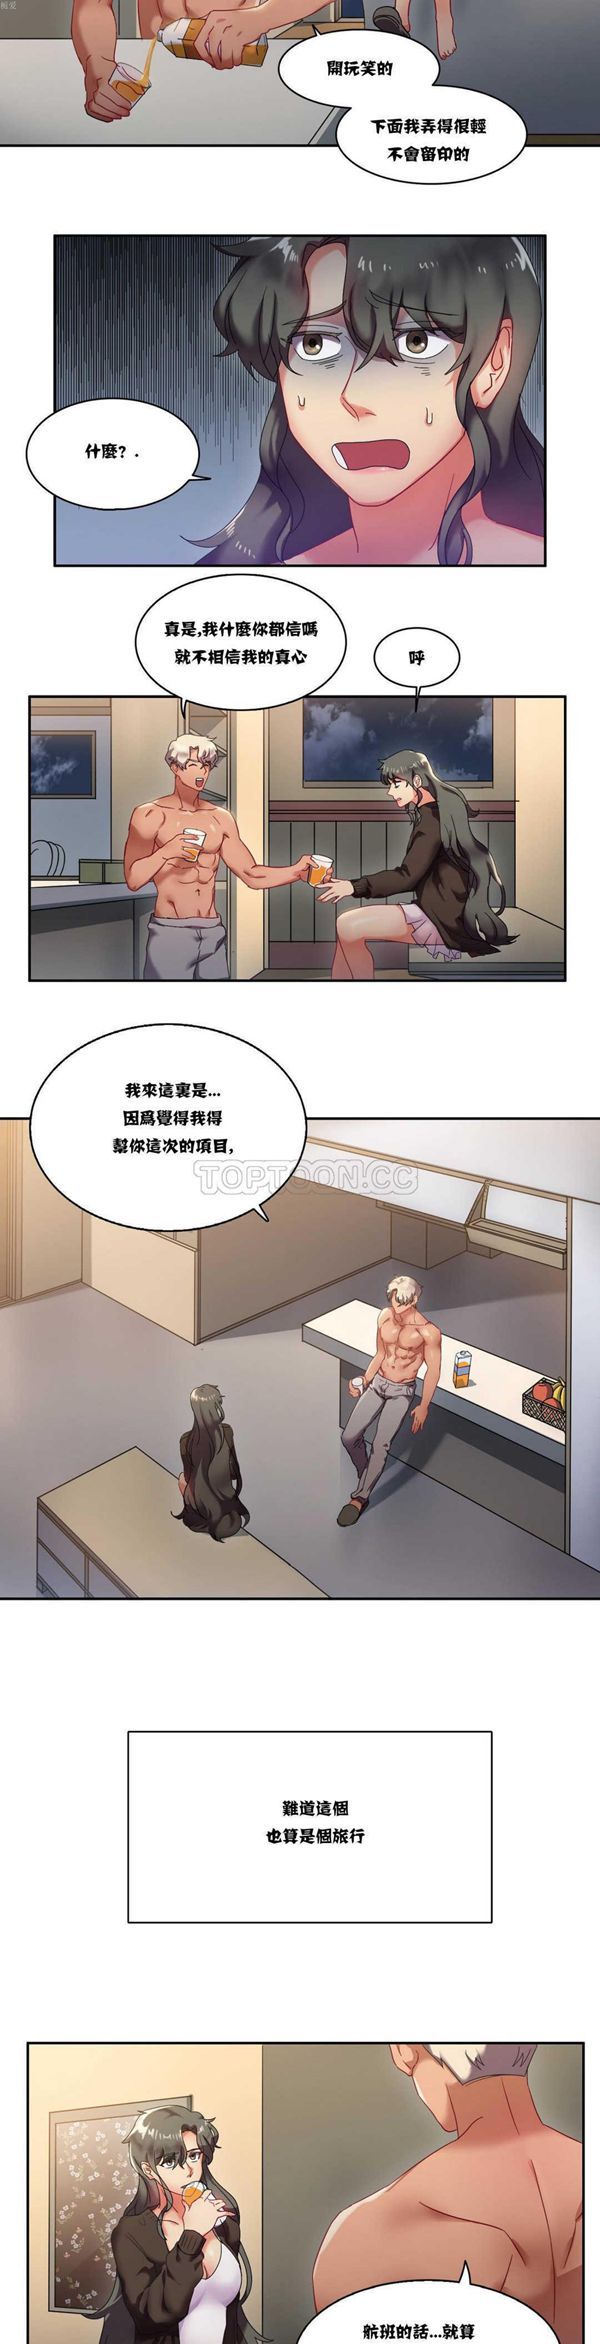 楓爱
開玩笑的
下面我弄得很輕
不會留印的
什麼? .
真是,我什麼你都信嗎
就不相信我的真心
呼
我來這裏是...
因爲覺得我得
幫你這次的項目,
TOPTOON.CC
難道這個
也算是個旅行
航班的話...就算